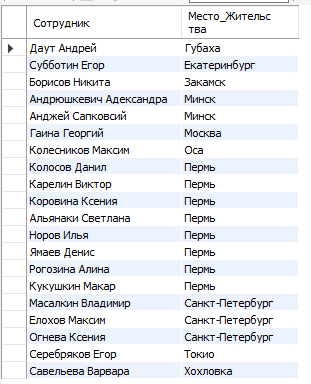 Сотрудник Место_Жительс
тва
Даут Андрей Губаха
Субботин Егор Екатеринбург
Борисов Никита Закамск
Андрюшкевич Адександра Минск
Анджей Сапковсий Минск
Гаина Георгий Москва
Колесников Максим Оса
Колосов Данил Пермь
Карелин Виктор Пермь
Коровина Ксения Пермь
Альянаки Светлана Пермь
Норов Илья Пермь
Ямаев Денис Пермь
Рогозина Алина Пермь
Кукушкин Макар Пермь
Масалкин Владимир Санкт-Петербург
Елохов Максим Санкт-Петербург
Огнева Ксения Санкт-Петербург
Серебряков Егор Токио
Савельева Варвара Хохловка